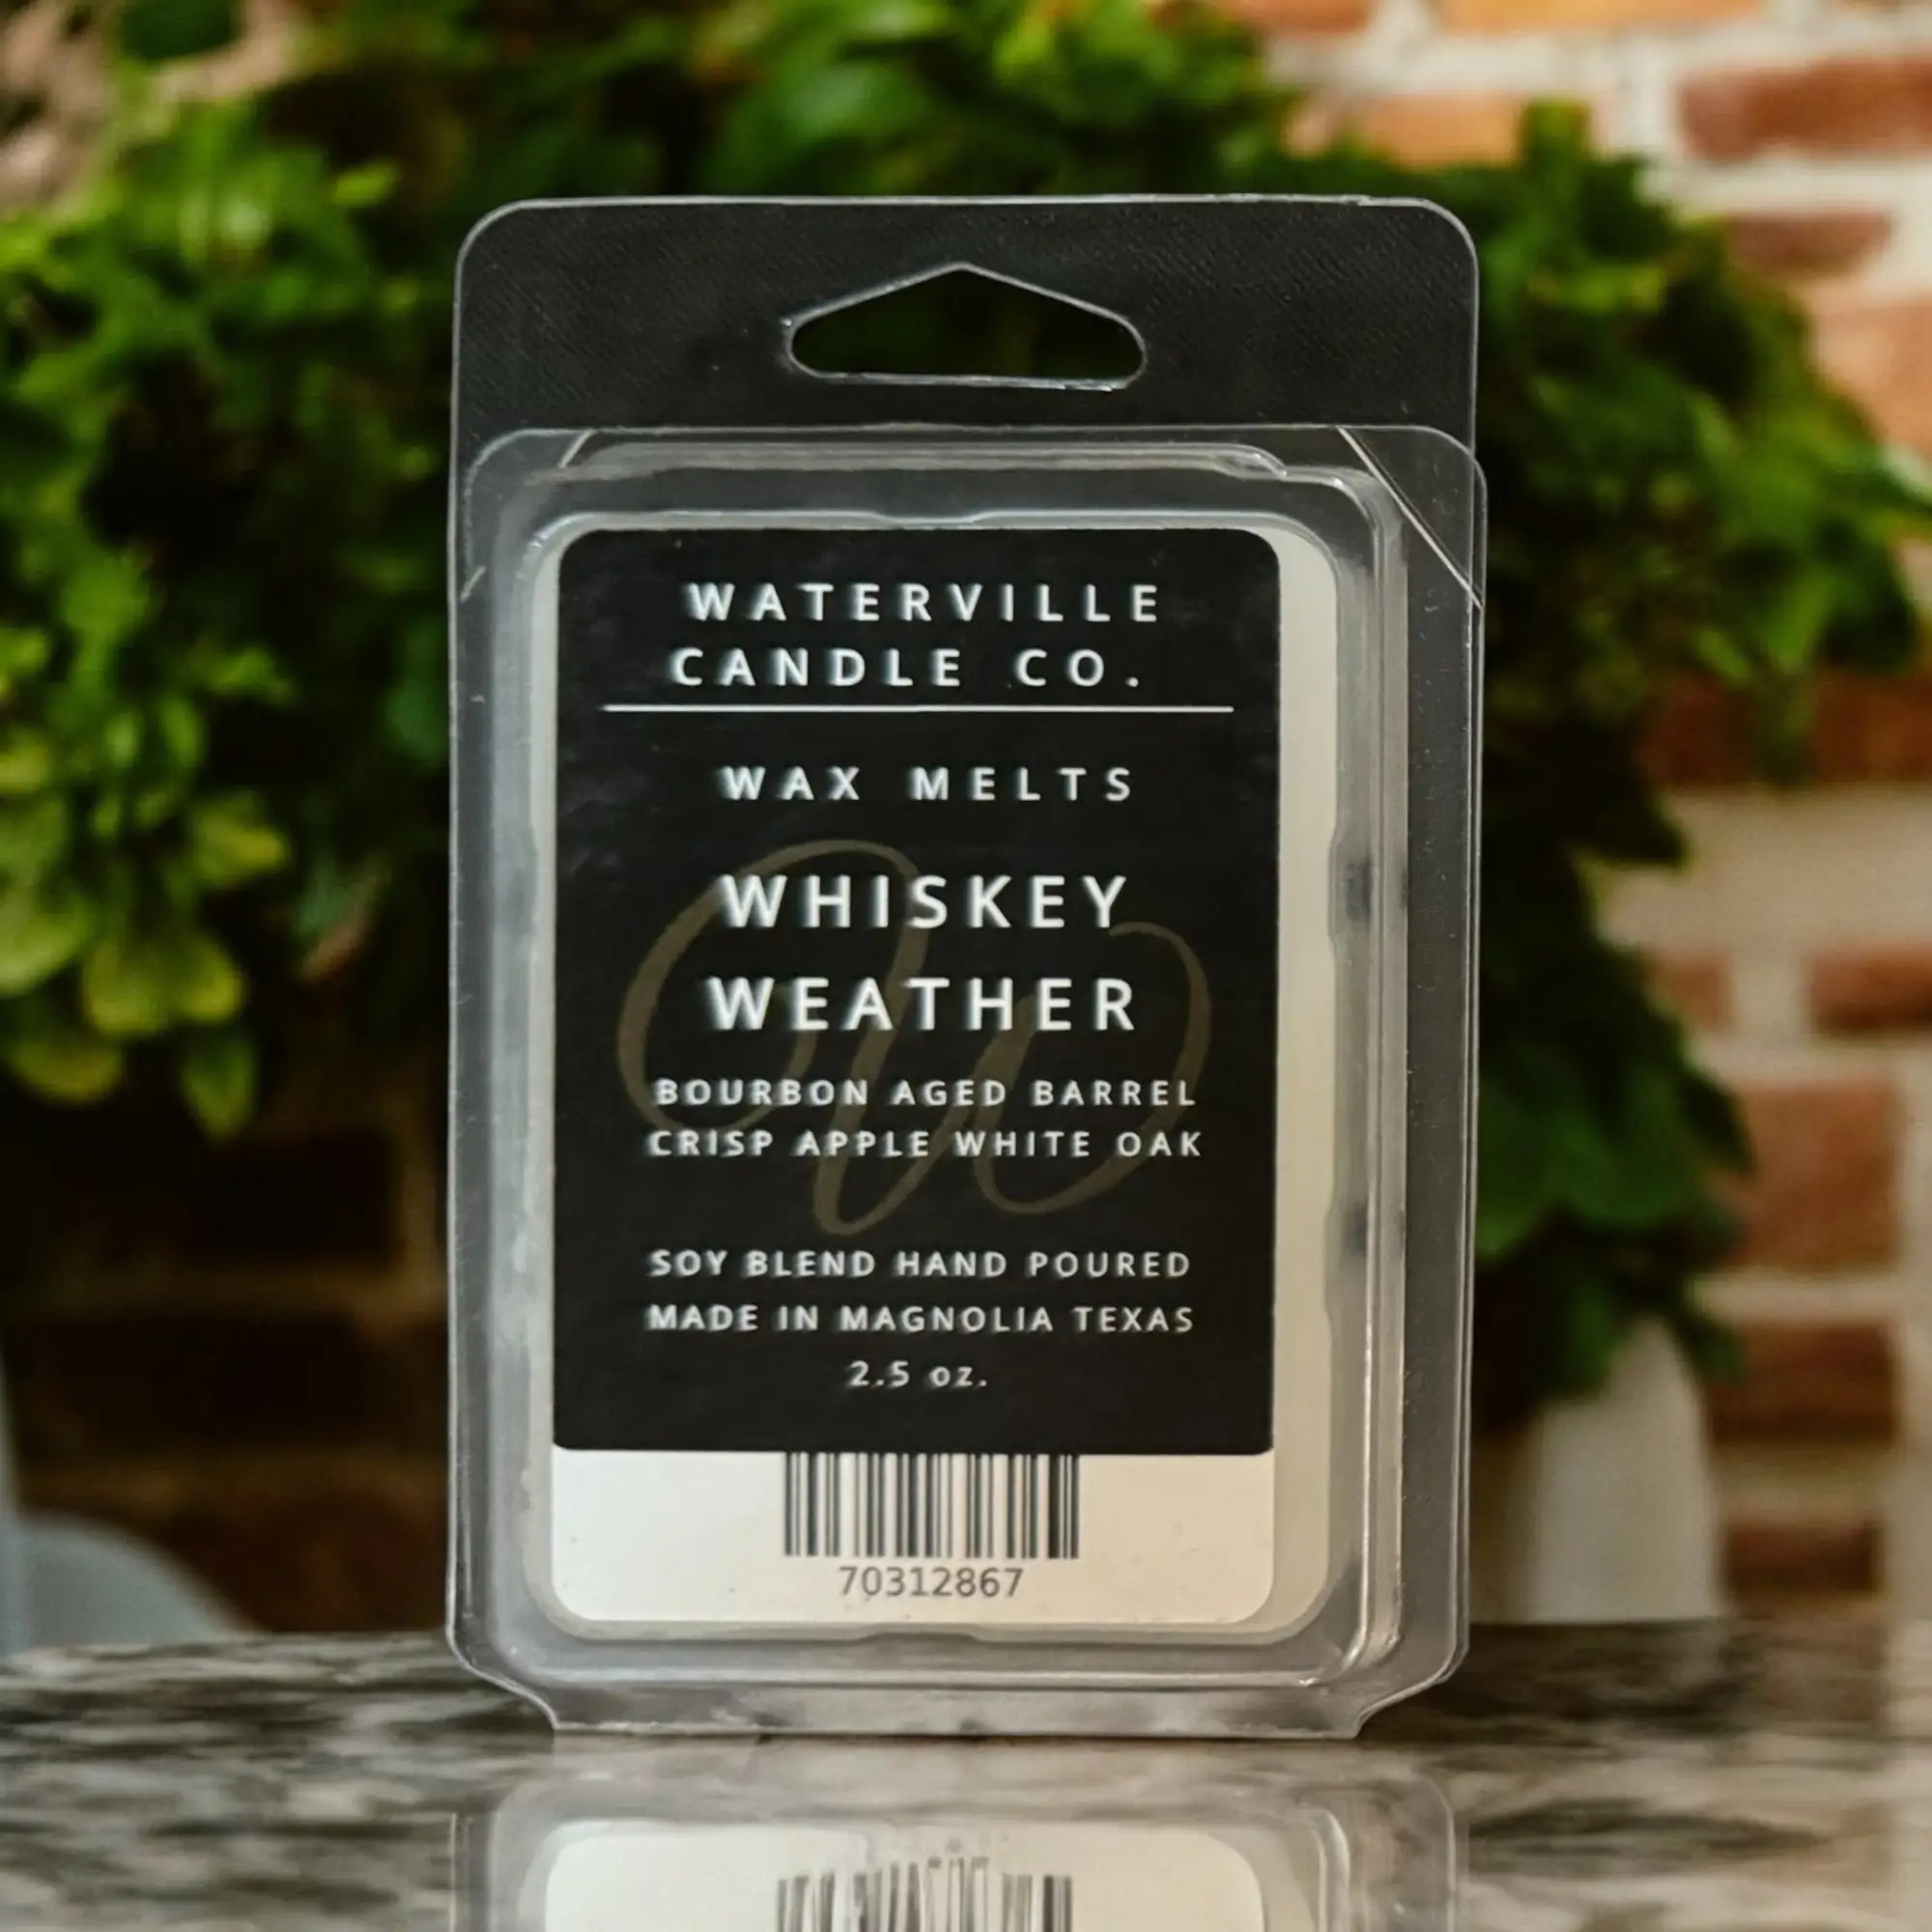 WATERVILLE
CANDLE CO.
WAX MELTS
WHISKEY
WEATHER
BOURBON AGED BARREL
CRISP APPLE WHITE OAK
SOY BLEND HAND POURED
MADE IN MAGNOLIA TEXAS
2.5 oz.
70312867